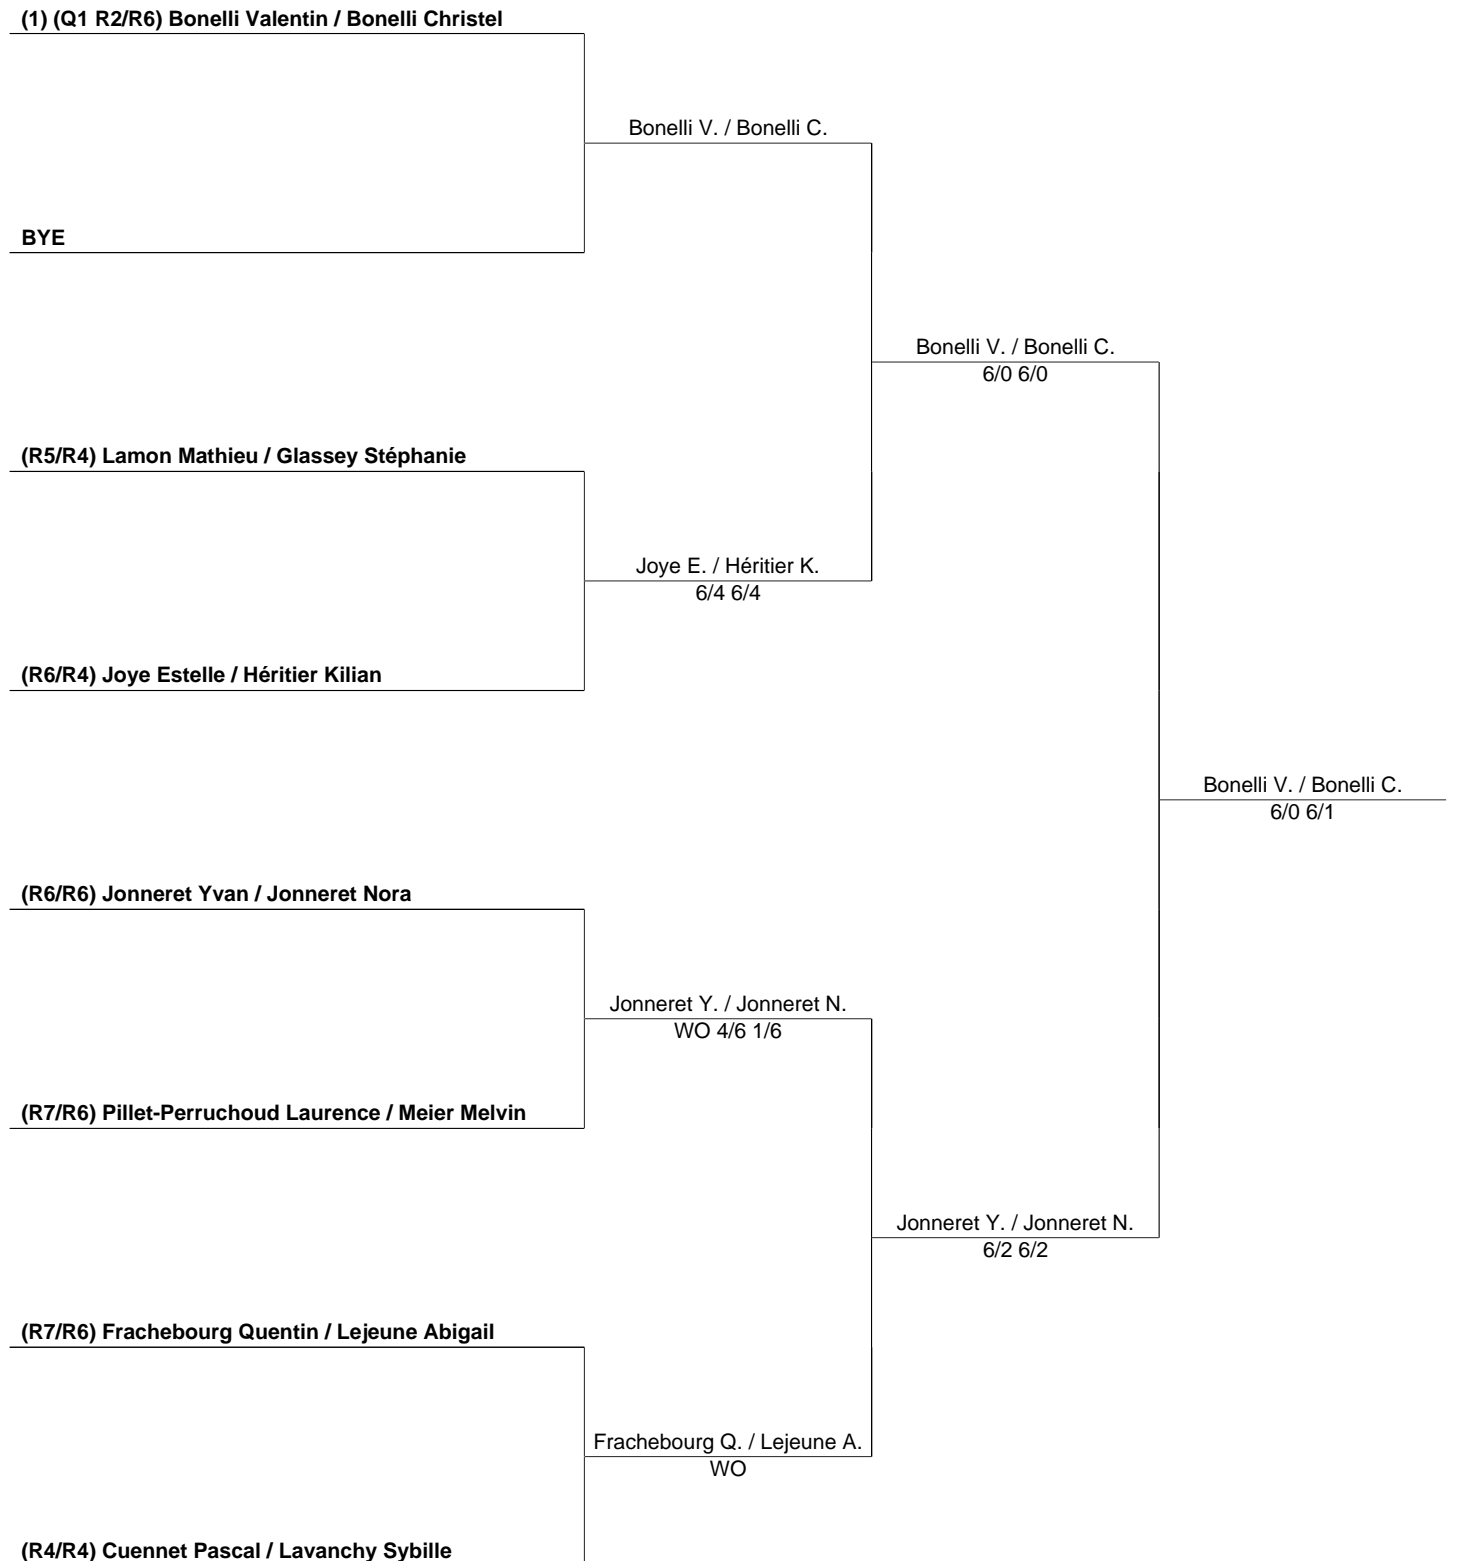 (1) (Q1 R2/R6) Bonelli Valentin / Bonelli Christel
Bonelli V. / Bonelli C.
BYE
Bonelli V. / Bonelli C.
6/0 6/0
(R5/R4) Lamon Mathieu / Glassey Stéphanie
Joye E. / Héritier K.
6/4 6/4
(R6/R4) Joye Estelle / Héritier Kilian
Bonelli V. / Bonelli C.
6/0 6/1
(R6/R6) Jonneret Yvan / Jonneret Nora
Jonneret Y. / Jonneret N.
WO 4/6 1/6
(R7/R6) Pillet-Perruchoud Laurence / Meier Melvin
Jonneret Y. / Jonneret N.
6/2 6/2
(R7/R6) Frachebourg Quentin / Lejeune Abigail
Frachebourg Q. / Lejeune A.
WO
(R4/R4) Cuennet Pascal / Lavanchy Sybille